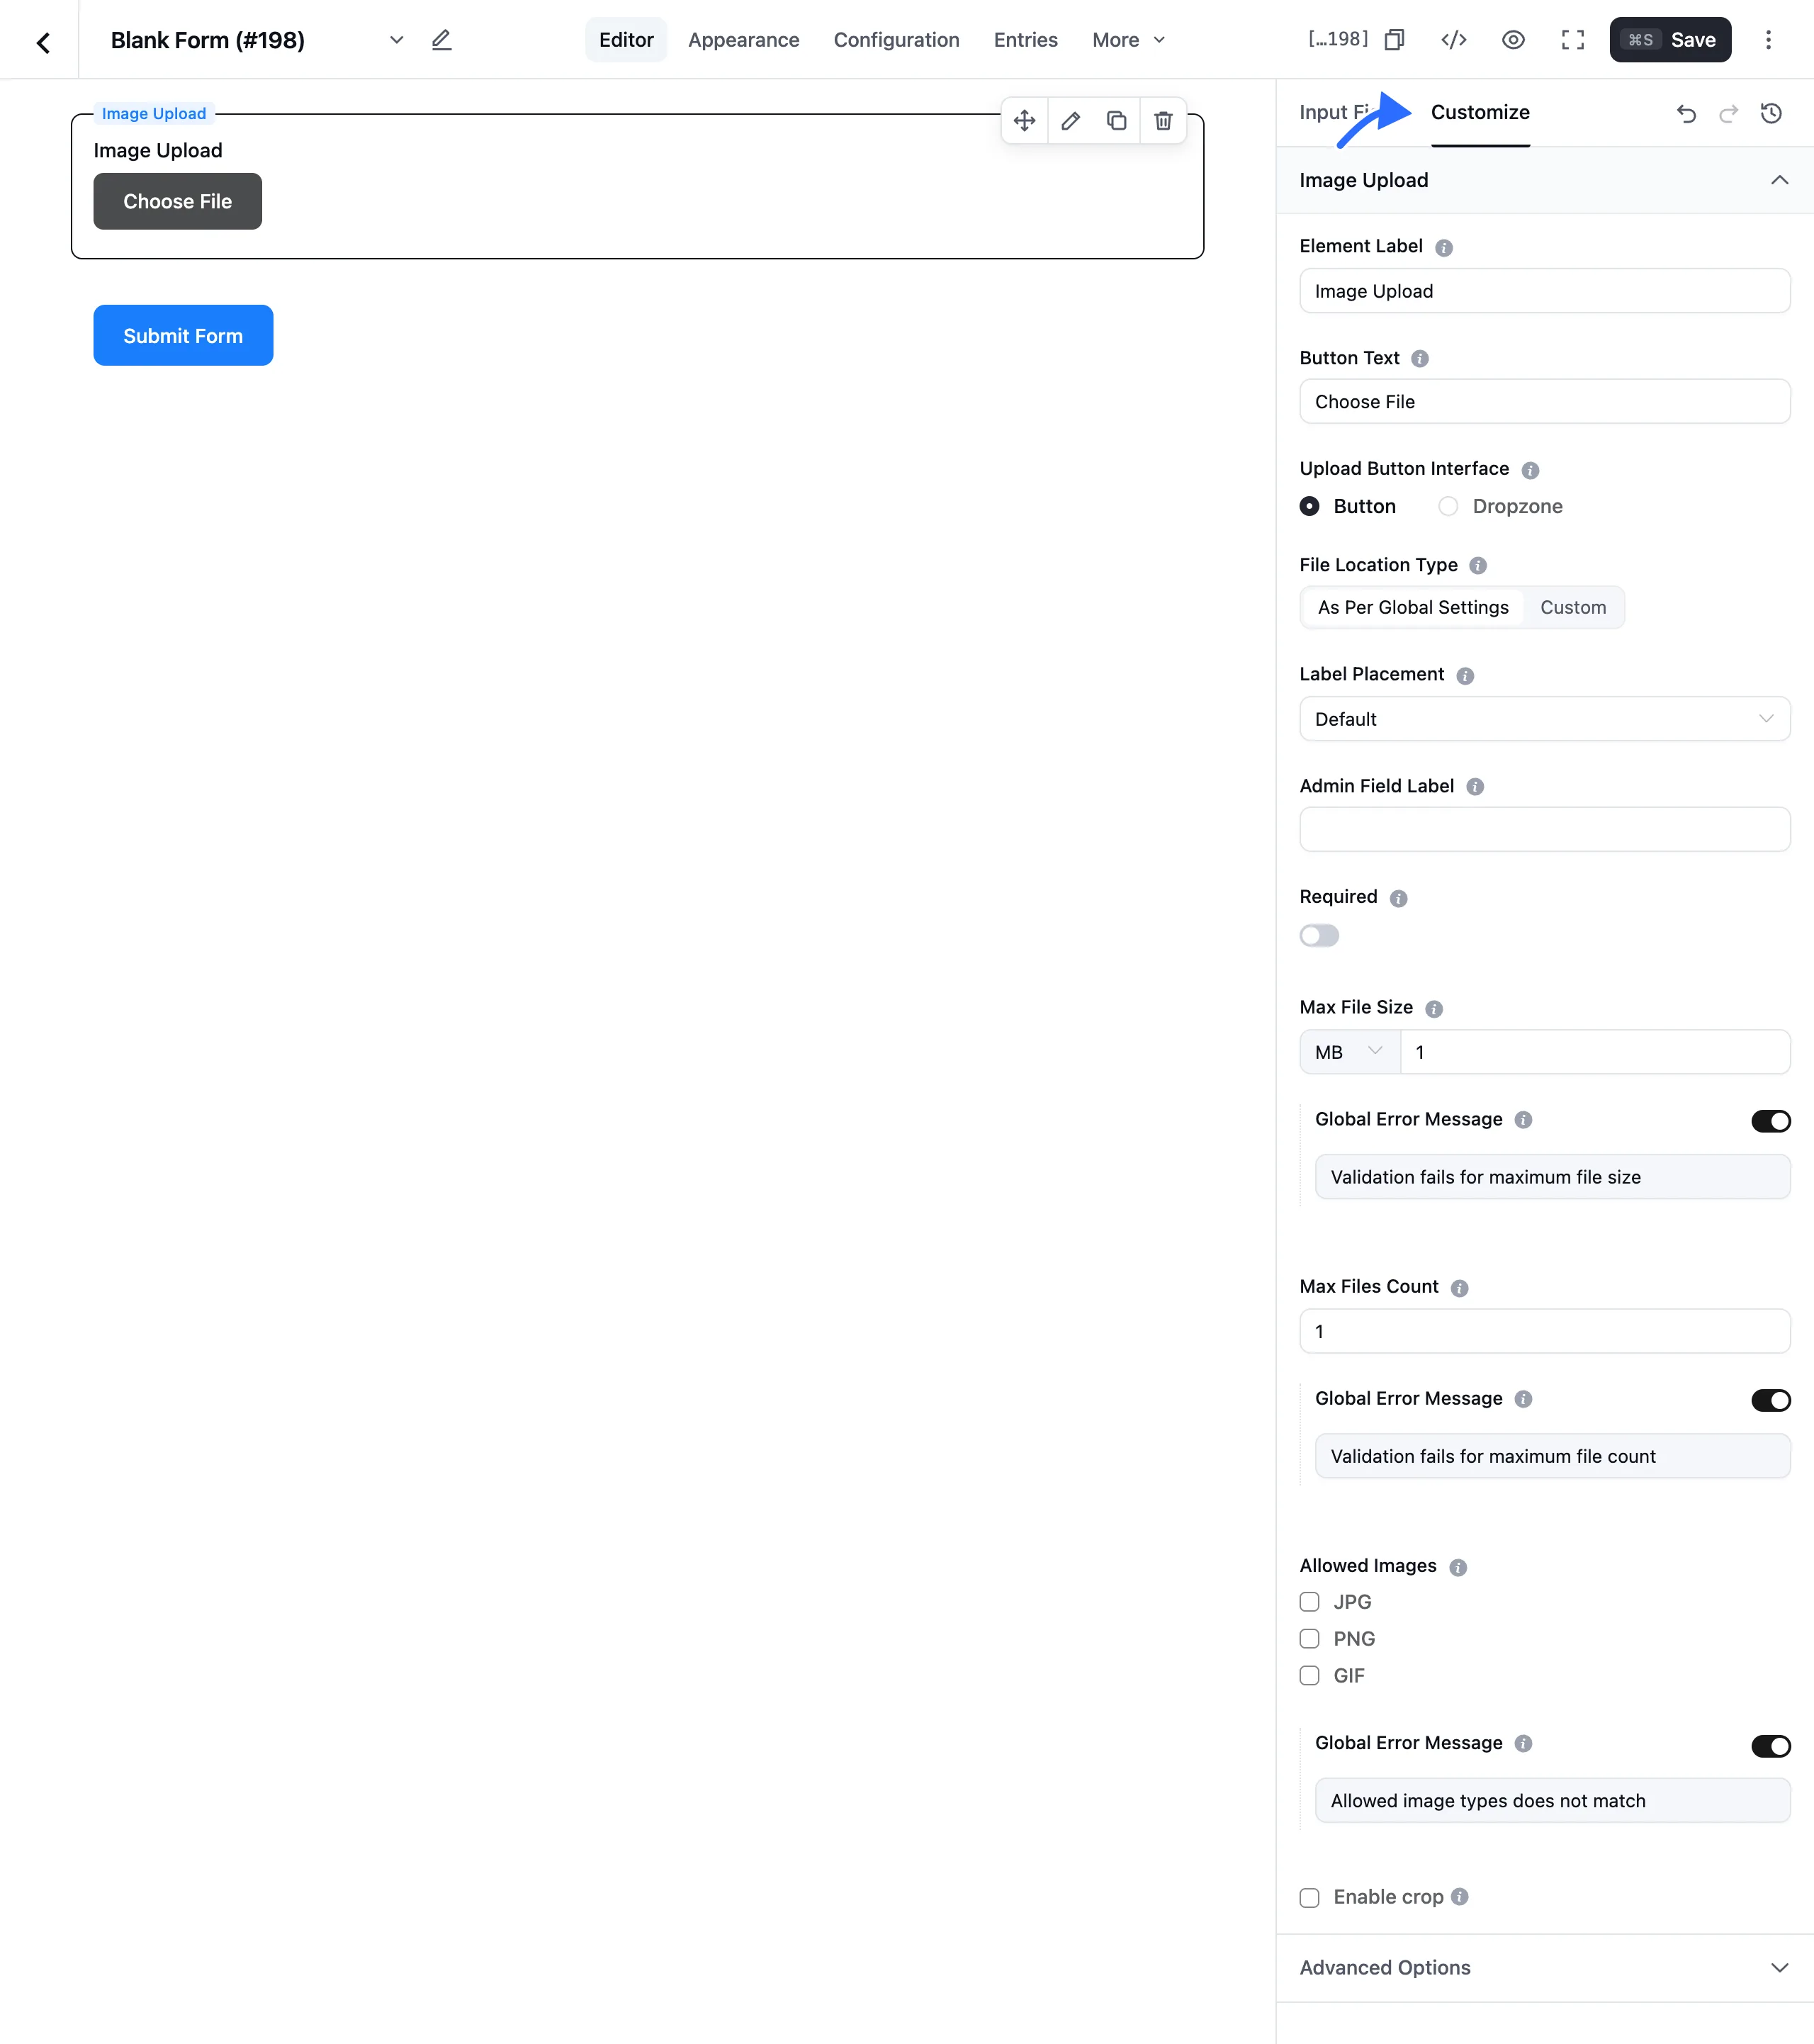 Blank Form (#198)
Editor
Appearance
Configuration
Entries
More
[...198]
</>
⌘S Save
Image Upload
Image Upload
Choose File
Submit Form
Input
Customize
Image Upload
Element Label
Image Upload
Button Text
Choose File
Upload Button Interface
Button
Dropzone
File Location Type
As Per Global Settings
Custom
Label Placement
Default
Admin Field Label
Required
Max File Size
MB
1
Global Error Message
Validation fails for maximum file size
Max Files Count
1
Global Error Message
Validation fails for maximum file count
Allowed Images
JPG
PNG
GIF
Global Error Message
Allowed image types does not match
Enable crop
Advanced Options